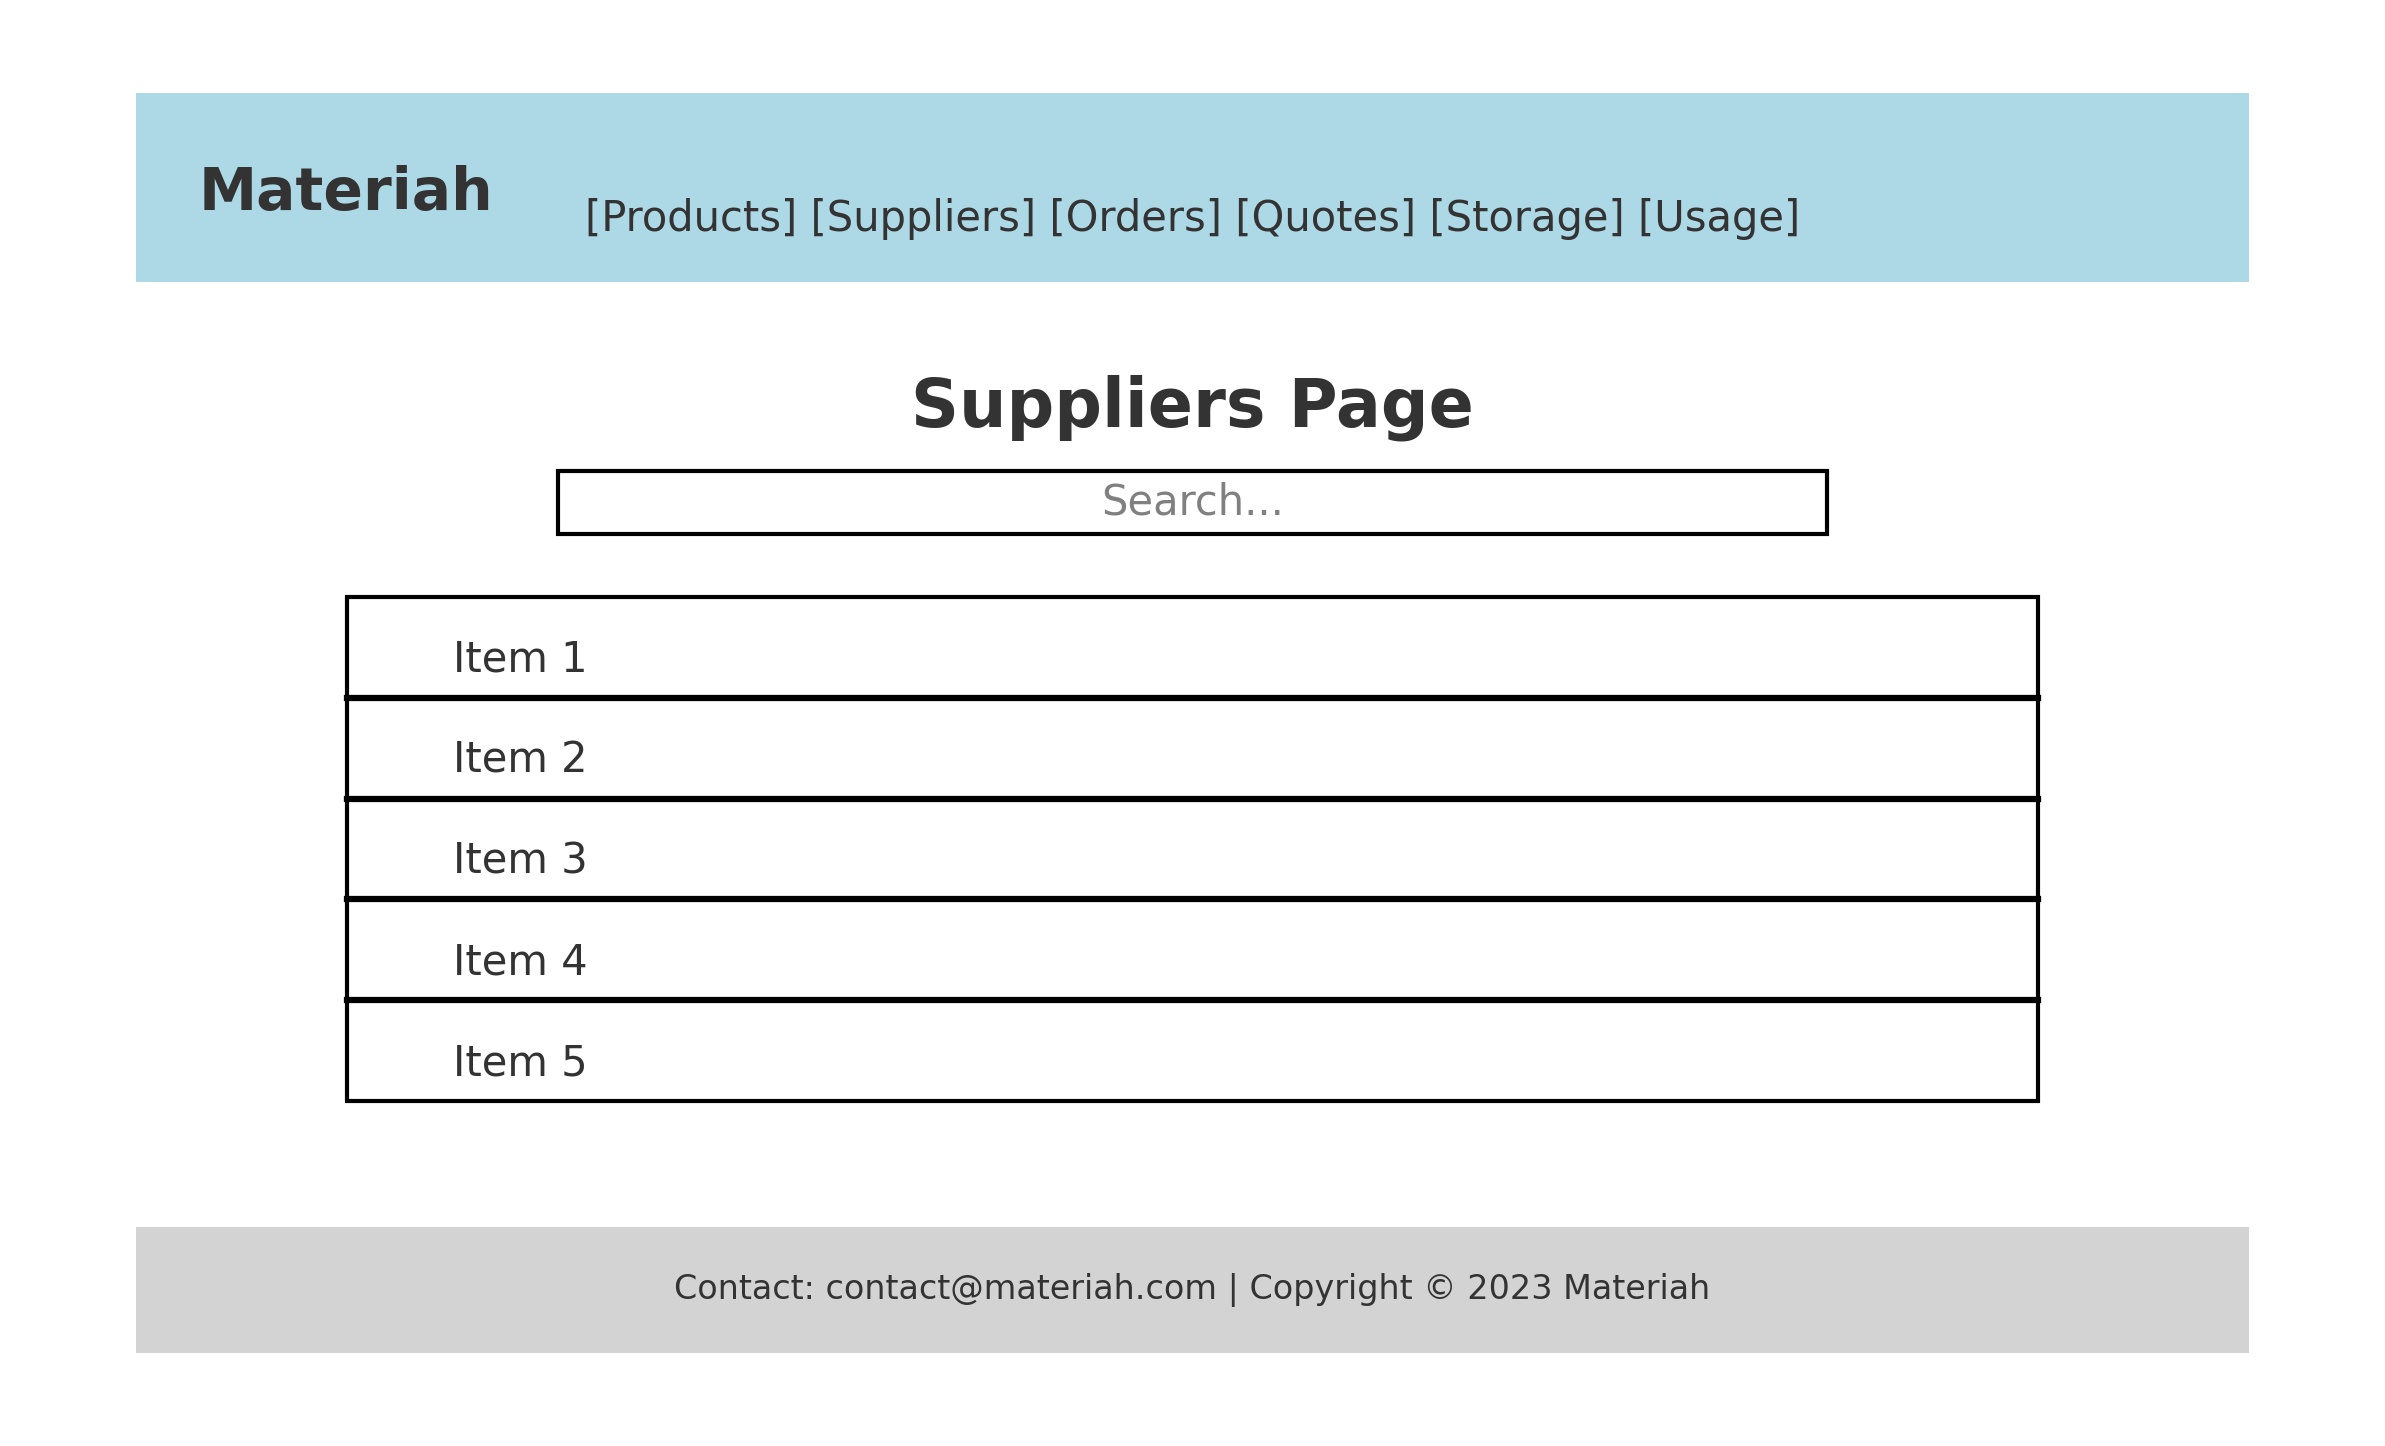 Materiah
[Products] [Suppliers] [Orders] [Quotes] [Storage] [Usage]
Suppliers Page
Search...
Item 1
Item 2
Item 3
Item 4
Item 5
Contact: contact@materiah.com | Copyright © 2023 Materiah